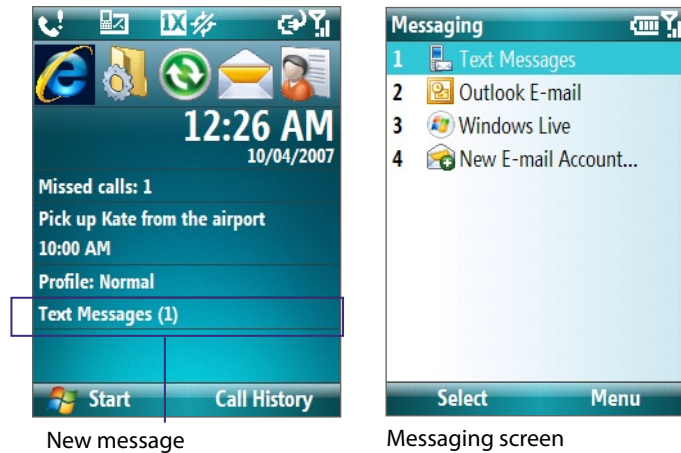 1X
12:26 AM
10/04/2007
Missed calls: 1
Pick up Kate from the airport
10:00 AM
Profile: Normal
Text Messages (1)
Start Call History
New message
Messaging
1 Text Messages
2 Outlook E-mail
3 Windows Live
4 New E-mail Account...
Select Menu
Messaging screen